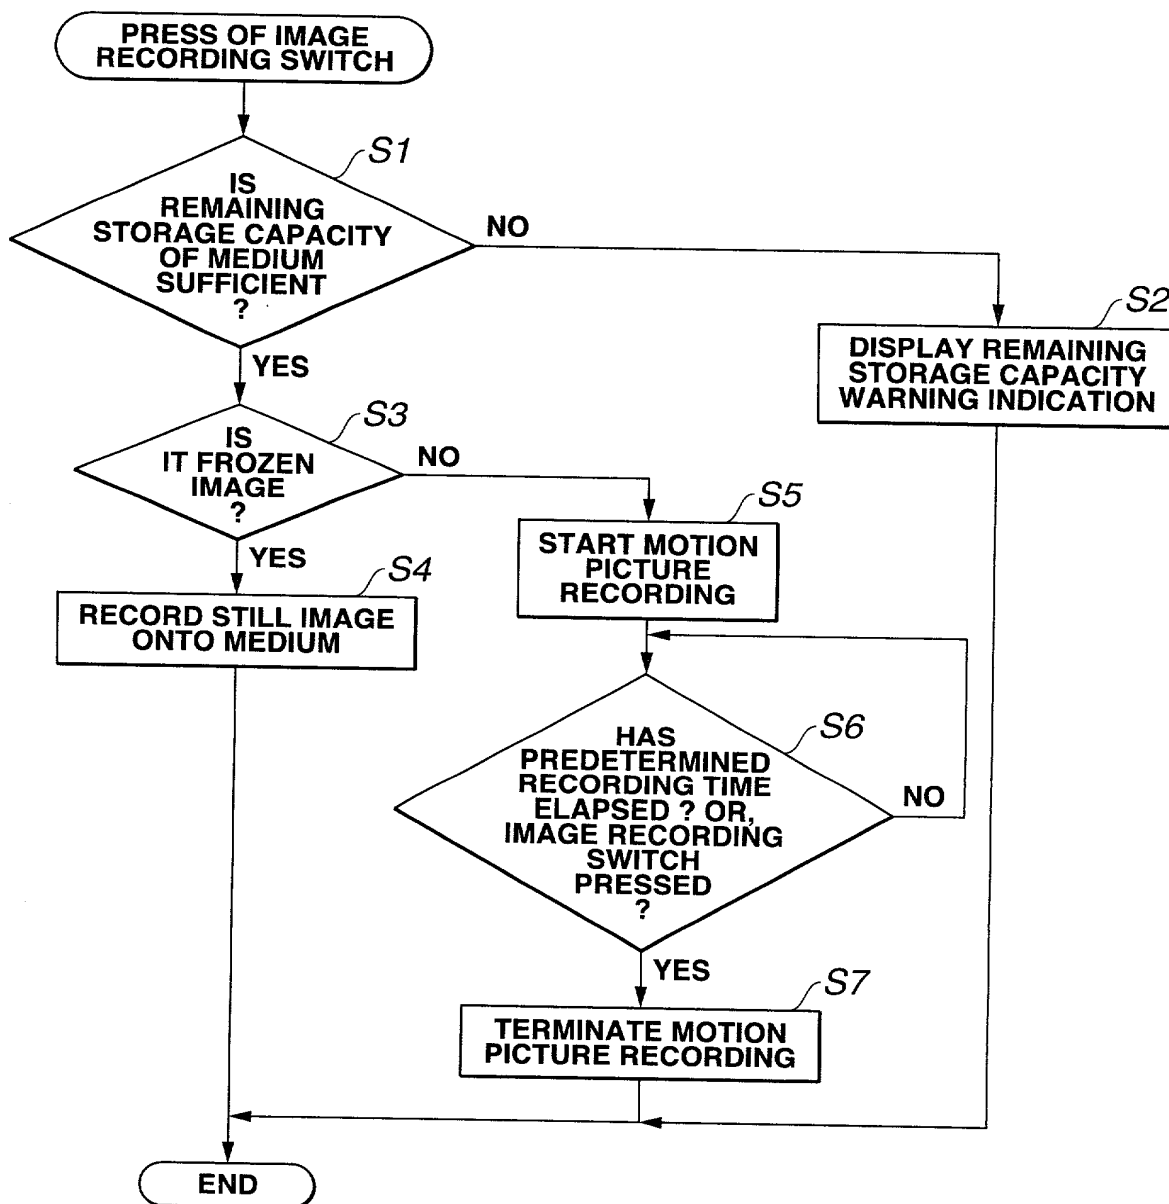 PRESS OF IMAGE
RECORDING SWITCH
S1
IS
REMAINING
STORAGE CAPACITY
OF MEDIUM
SUFFICIENT
?
NO
YES
S2
DISPLAY REMAINING
STORAGE CAPACITY
WARNING INDICATION
S3
IS
IT FROZEN
IMAGE
?
NO
YES
S4
RECORD STILL IMAGE
ONTO MEDIUM
S5
START MOTION
PICTURE
RECORDING
S6
HAS
PREDETERMINED
RECORDING TIME
ELAPSED ? OR,
IMAGE RECORDING
SWITCH
PRESSED
?
NO
YES
S7
TERMINATE MOTION
PICTURE RECORDING
END